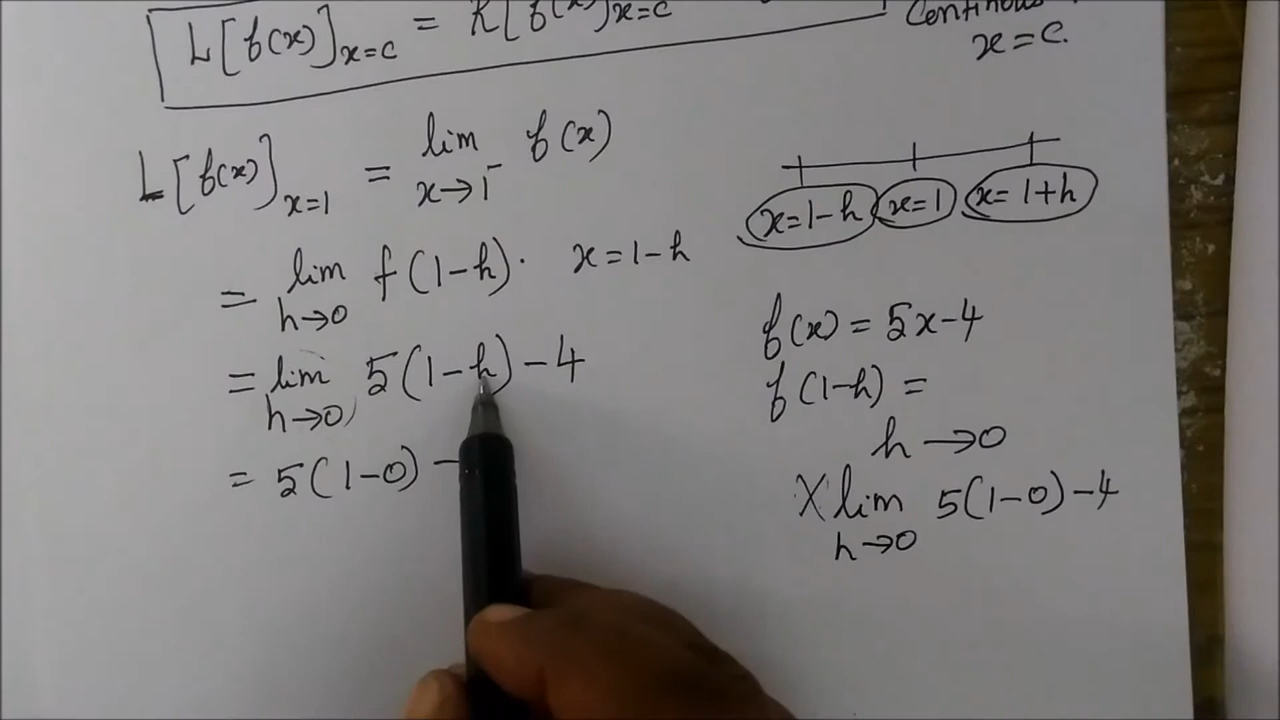 L[f(x)]x=c = R[f(x)]x=c
x=c.
L[f(x)]x=1 = lim x→1⁻ f(x)
= lim h→0 f(1-h). x=1-h
= lim h→0 5(1-h)-4
= 5(1-0) -
x=1-h x=1 x=1+h
f(x) = 5x-4
f(1-h) =
h→0
X lim h→0 5(1-0)-4